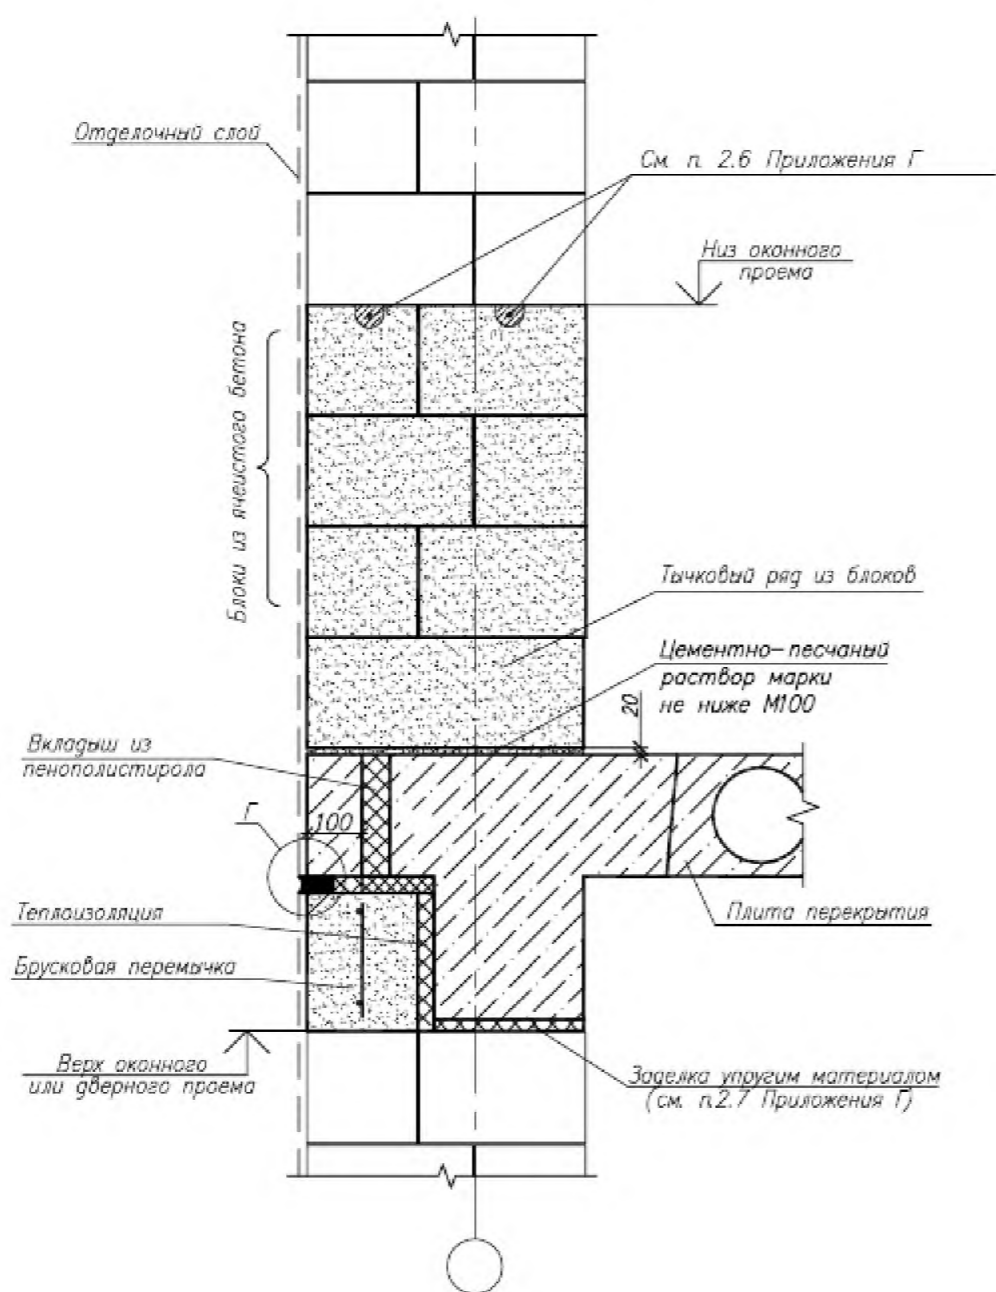 Отделочный слой
См. п. 2.6 Приложения Г
Низ оконного
проема
Блоки из ячеистого бетона
Тычковый ряд из блоков
Цементно-песчаный
раствор марки
не ниже М100
20
Вкладыш из
пенополистирола
Г
100
Теплоизоляция
Плита перекрытия
Брусковая перемычка
Верх оконного
или дверного проема
Заделка упругим материалом
(см. п.2.7 Приложения Г)